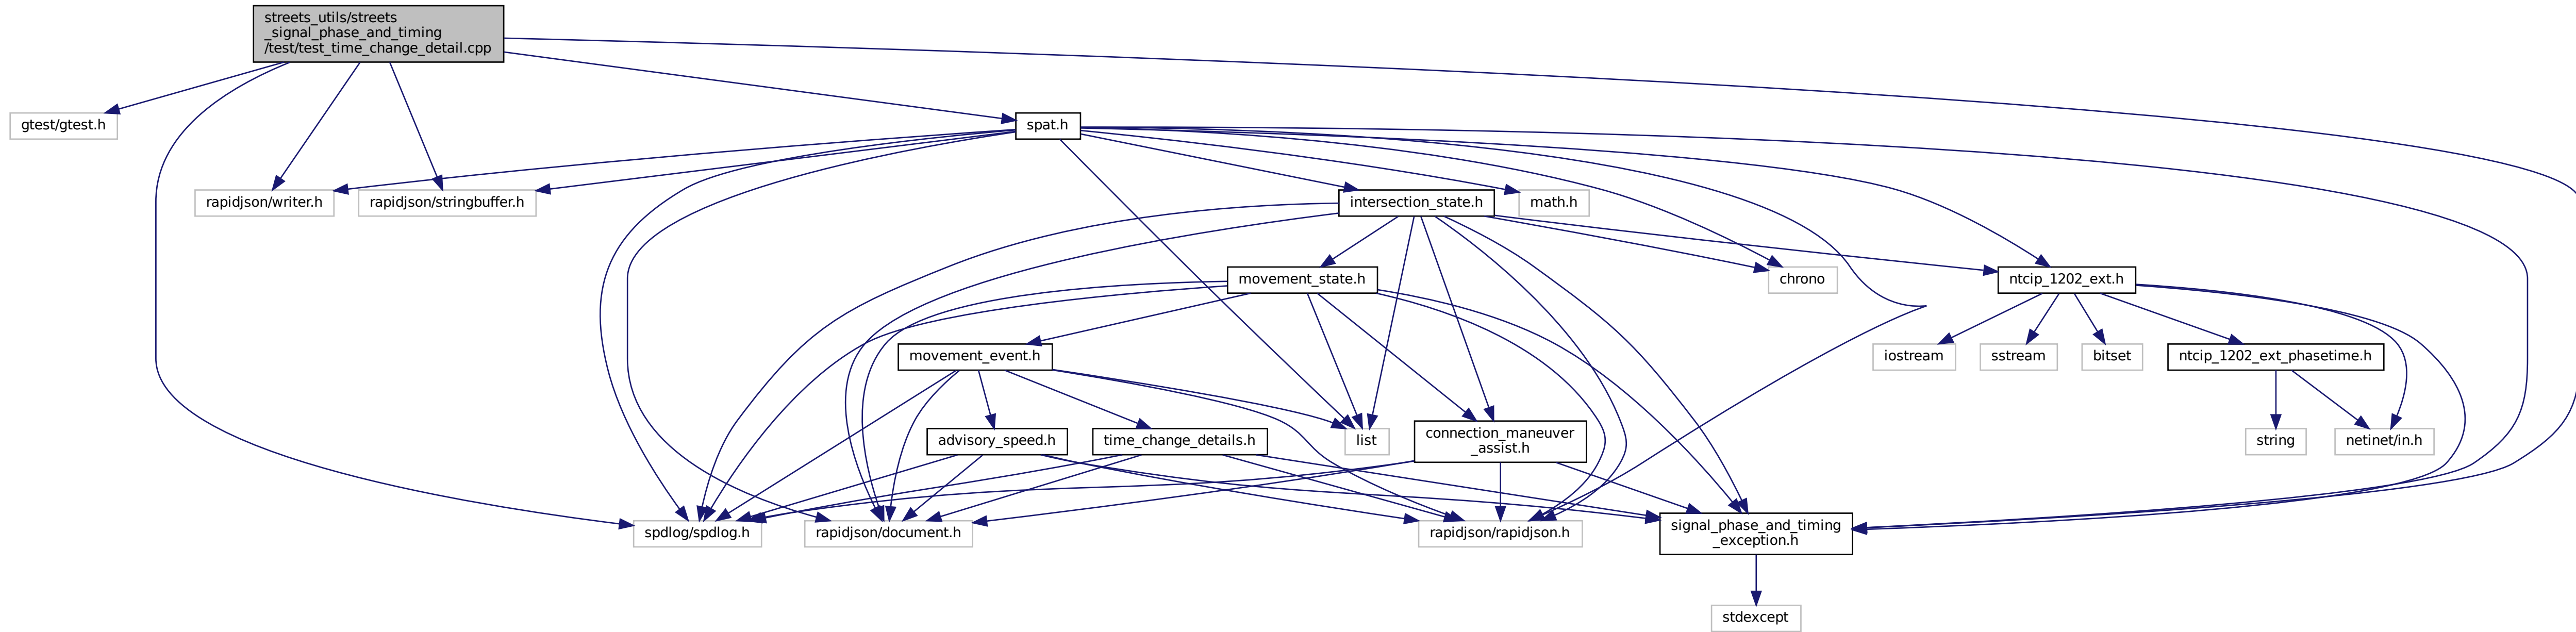 streets_utils/streets
_signal_phase_and_timing
/test/test_time_change_detail.cpp
gtest/gtest.h
spat.h
rapidjson/writer.h
rapidjson/stringbuffer.h
intersection_state.h
math.h
movement_state.h
chrono
ntcip_1202_ext.h
movement_event.h
iostream
sstream
bitset
ntcip_1202_ext_phasetime.h
advisory_speed.h
time_change_details.h
list
connection_maneuver
_assist.h
string
netinet/in.h
spdlog/spdlog.h
rapidjson/document.h
rapidjson/rapidjson.h
signal_phase_and_timing
_exception.h
stdexcept